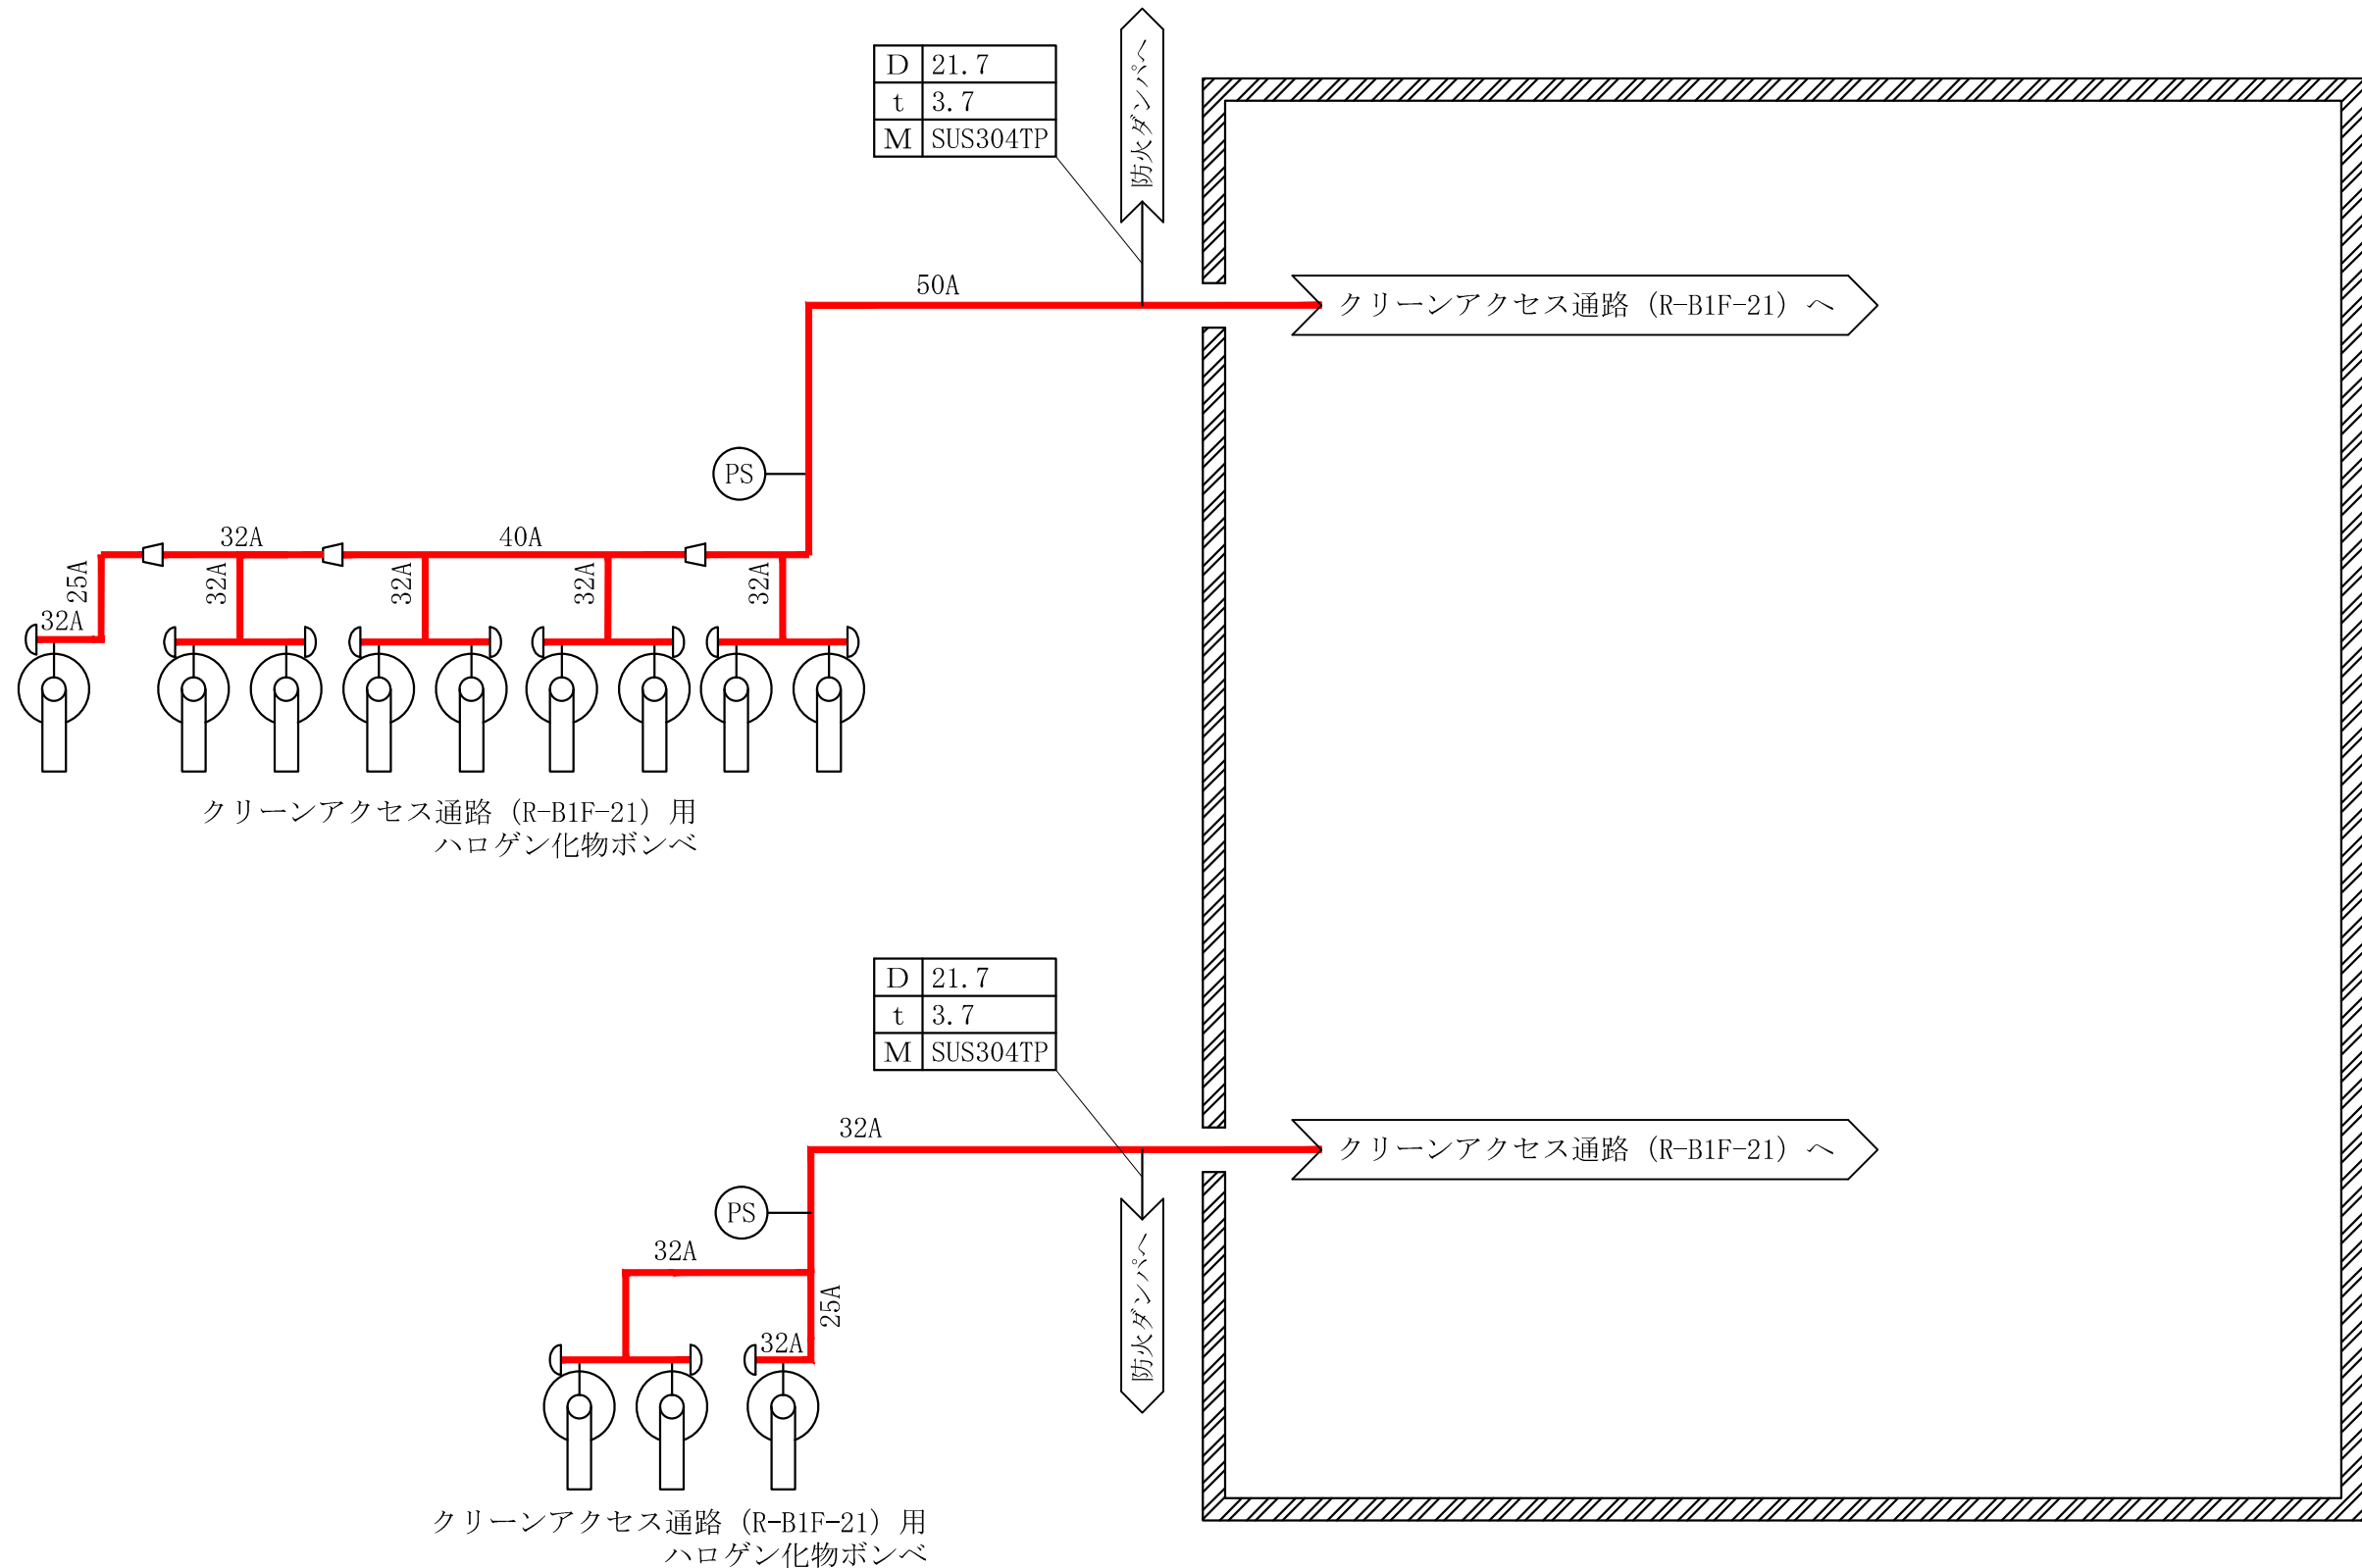 D 21.7
t 3.7
M SUS304TP
防火ダンパへ
50A
クリーンアクセス通路（R-B1F-21）へ
PS
32A
40A
25A
32A
32A
32A
32A
32A
クリーンアクセス通路（R-B1F-21）用
ハロゲン化物ボンベ
D 21.7
t 3.7
M SUS304TP
32A
クリーンアクセス通路（R-B1F-21）へ
PS
32A
25A
防火ダンパへ
32A
クリーンアクセス通路（R-B1F-21）用
ハロゲン化物ボンベ